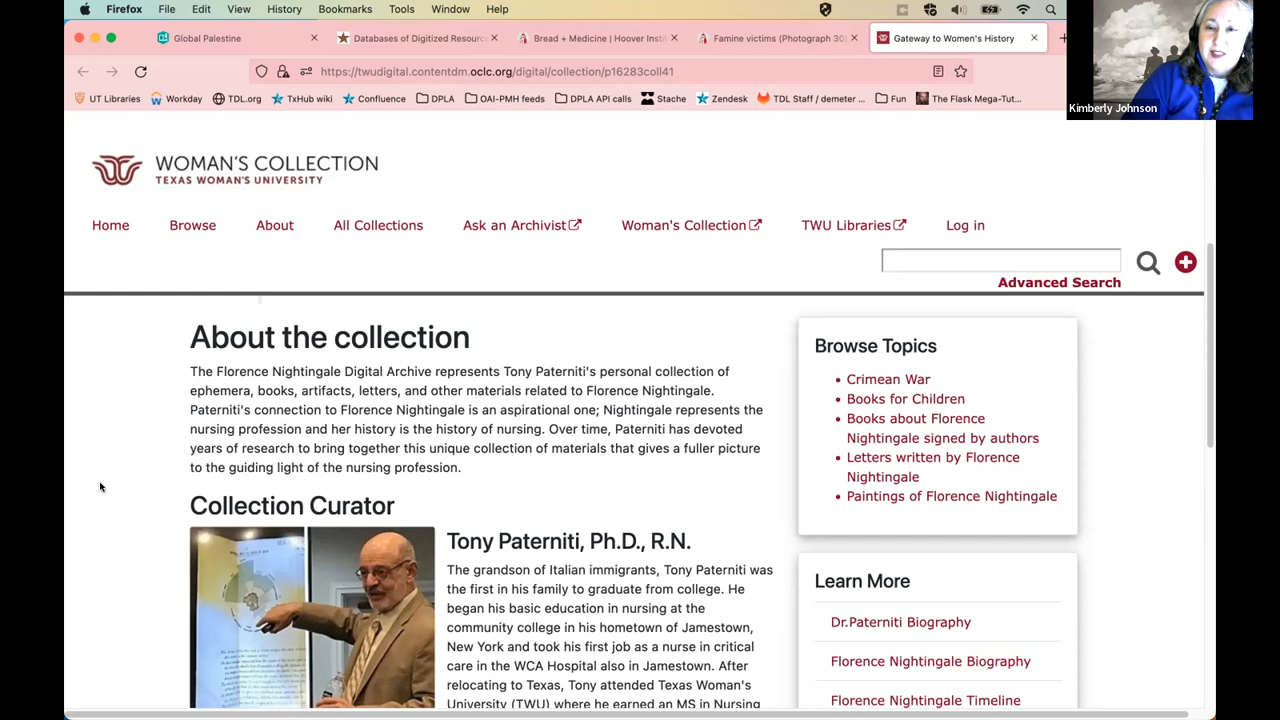 Firefox File Edit View History Bookmarks Tools Window Help
Global Palestine
Databases of Digitized Resourc
Bread + Medicine | Hoover Insti
Famine victims (Photograph 30)
Gateway to Women's History
https://twudigital.contentdm.oclc.org/digital/collection/p16283coll41
UT Libraries Workday TDL.org TxHub wiki Confluence DPLA OAI-PMH feeds DPLA API calls Stache Zendesk TDL Staff / demeter ... Fun The Flask Mega-Tut...
Kimberly Johnson
WOMAN'S COLLECTION
TEXAS WOMAN'S UNIVERSITY
Home Browse About All Collections Ask an Archivist Woman's Collection TWU Libraries Log in
Advanced Search
About the collection
The Florence Nightingale Digital Archive represents Tony Paterniti's personal collection of
ephemera, books, artifacts, letters, and other materials related to Florence Nightingale.
Paterniti's connection to Florence Nightingale is an aspirational one; Nightingale represents the
nursing profession and her history is the history of nursing. Over time, Paterniti has devoted
years of research to bring together this unique collection of materials that gives a fuller picture
to the guiding light of the nursing profession.
Collection Curator
Tony Paterniti, Ph.D., R.N.
The grandson of Italian immigrants, Tony Paterniti was
the first in his family to graduate from college. He
began his basic education in nursing at the
community college in his hometown of Jamestown,
New York and took his first job as a nurse in critical
care in the WCA Hospital also in Jamestown. After
relocating to Texas, Tony attended Texas Woman's
University (TWU) where he earned an MS in Nursing
Browse Topics
• Crimean War
• Books for Children
• Books about Florence
Nightingale signed by authors
• Letters written by Florence
Nightingale
• Paintings of Florence Nightingale
Learn More
Dr.Paterniti Biography
Florence Nightingale Biography
Florence Nightingale Timeline